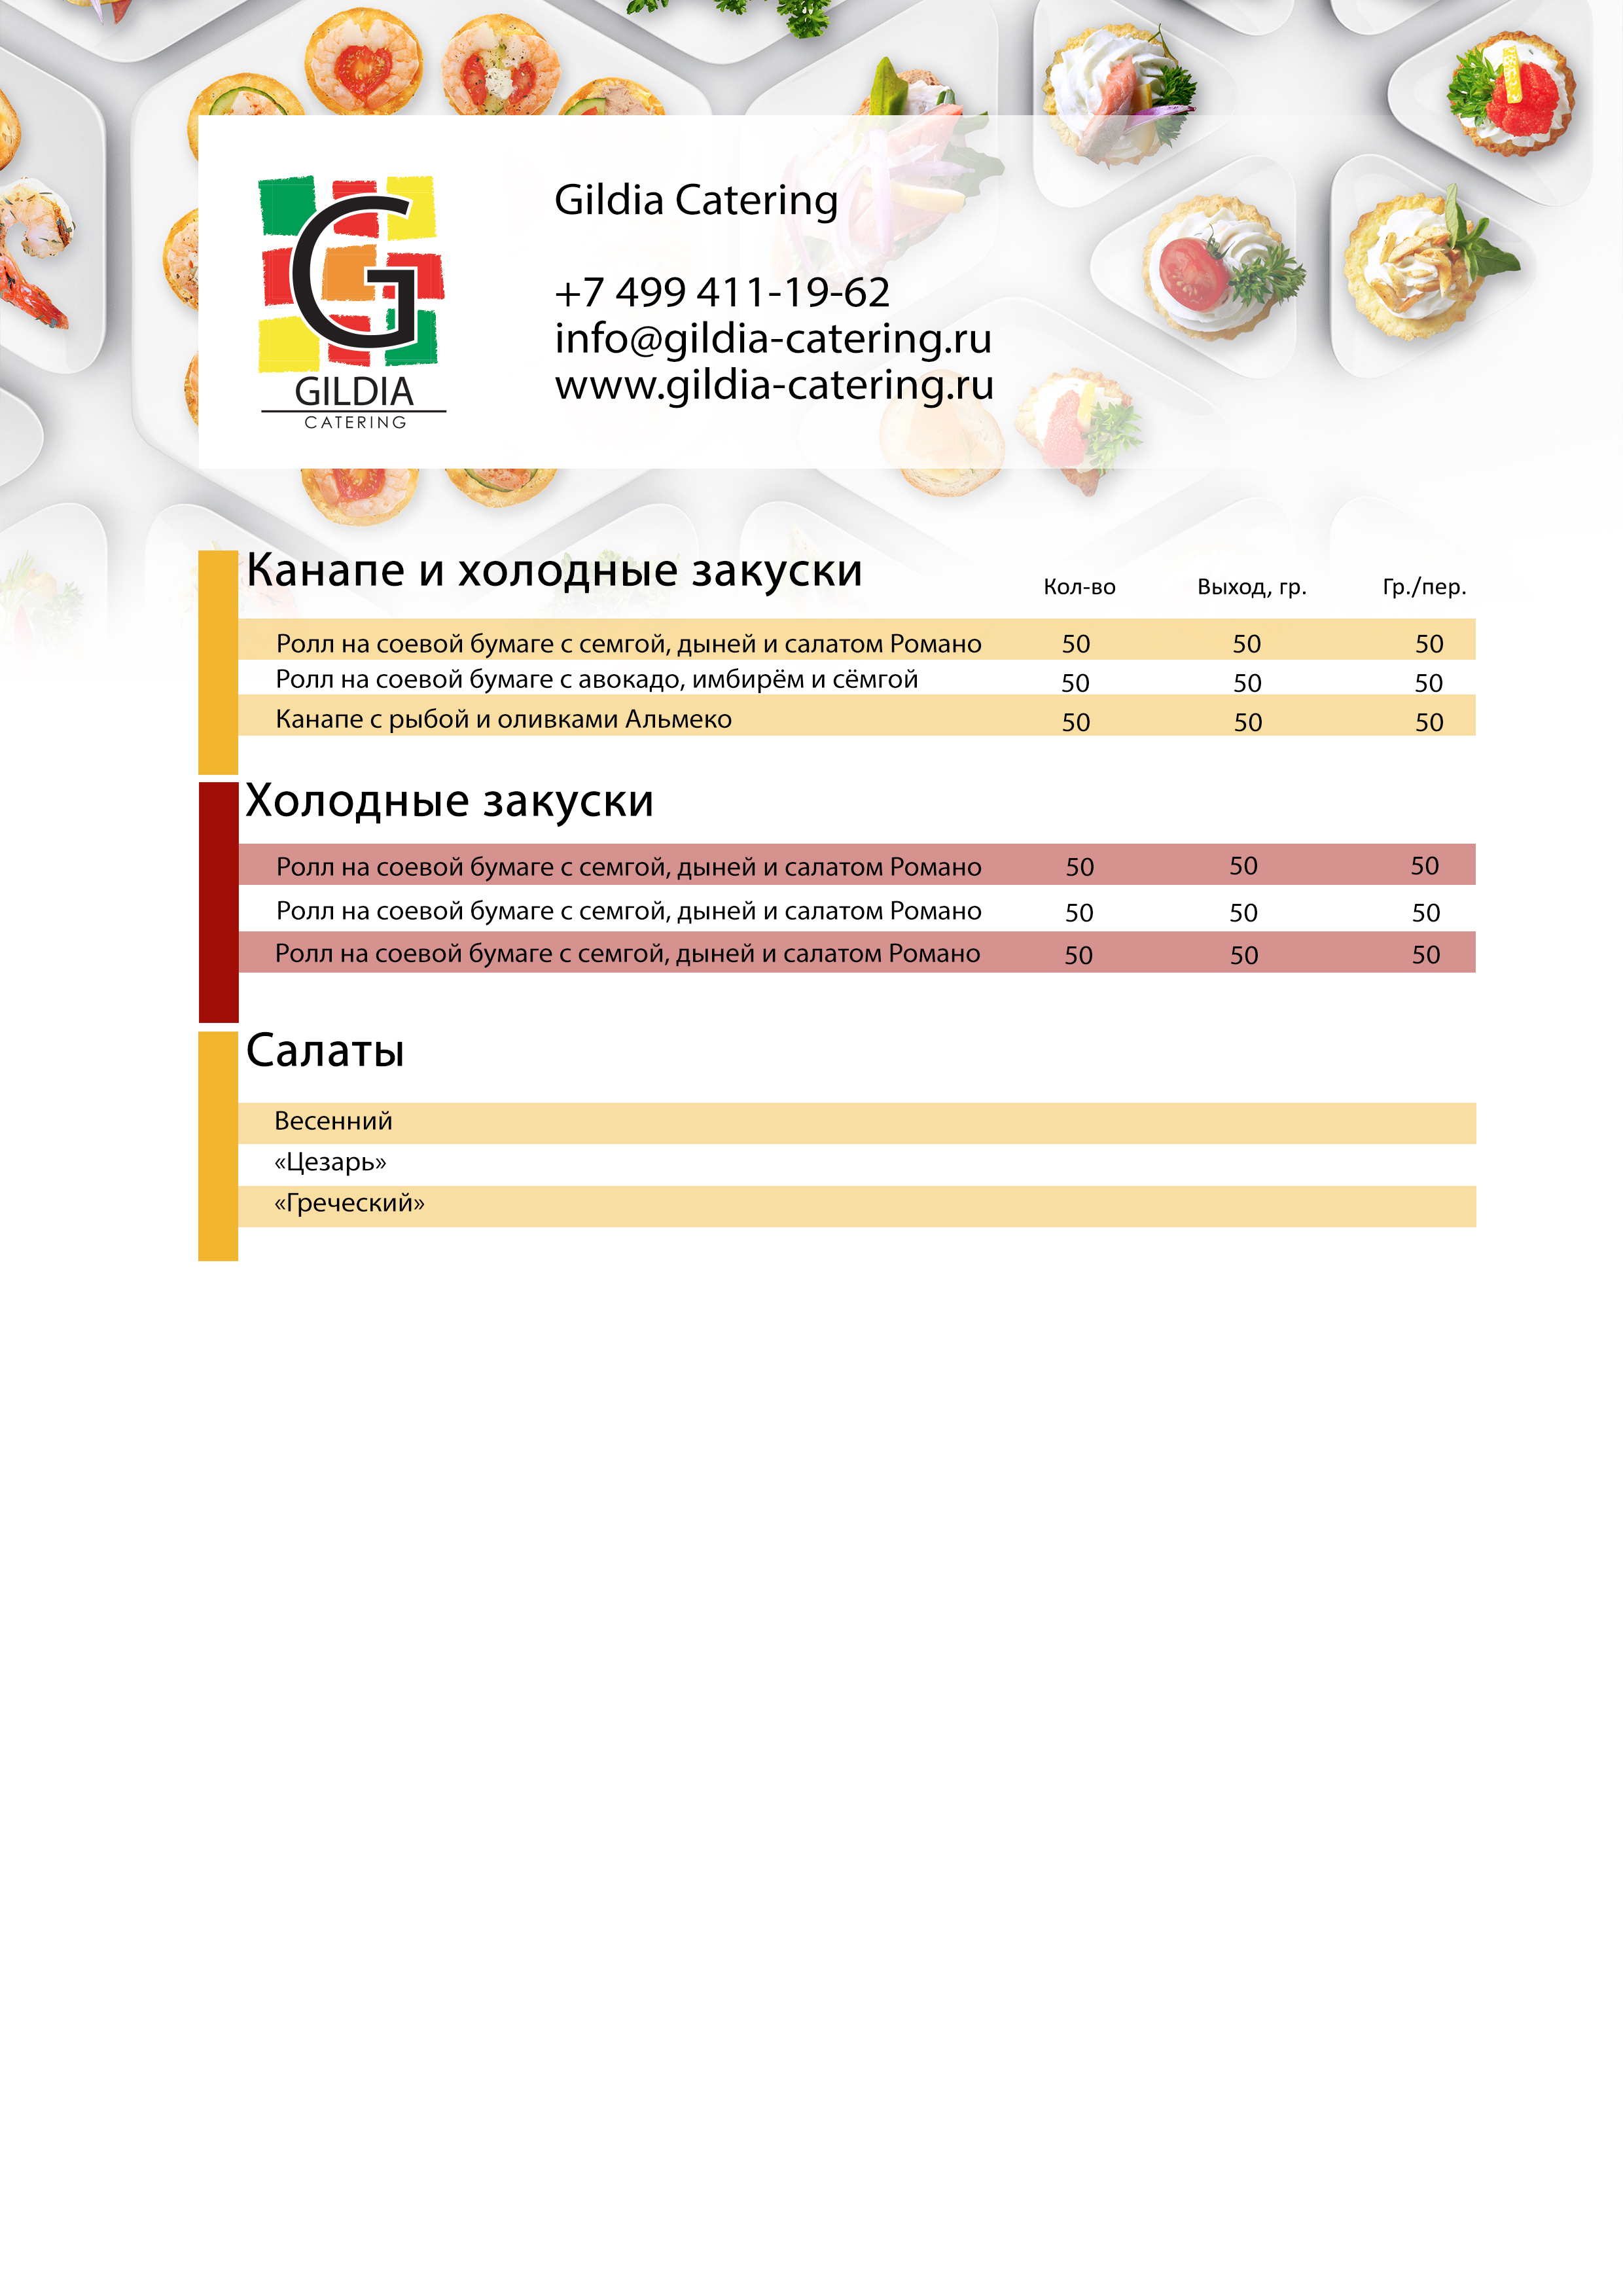 G
GILDIA
CATERING
Gildia Catering
+7 499 411-19-62
info@gildia-catering.ru
www.gildia-catering.ru
Канапе и холодные закуски Кол-во Выход, гр. Гр./пер.
Ролл на соевой бумаге с семгой, дыней и салатом Романо 50 50 50
Ролл на соевой бумаге с авокадо, имбирём и сёмгой 50 50 50
Канапе с рыбой и оливками Альмеко 50 50 50
Холодные закуски
Ролл на соевой бумаге с семгой, дыней и салатом Романо 50 50 50
Ролл на соевой бумаге с семгой, дыней и салатом Романо 50 50 50
Ролл на соевой бумаге с семгой, дыней и салатом Романо 50 50 50
Салаты
Весенний
«Цезарь»
«Греческий»